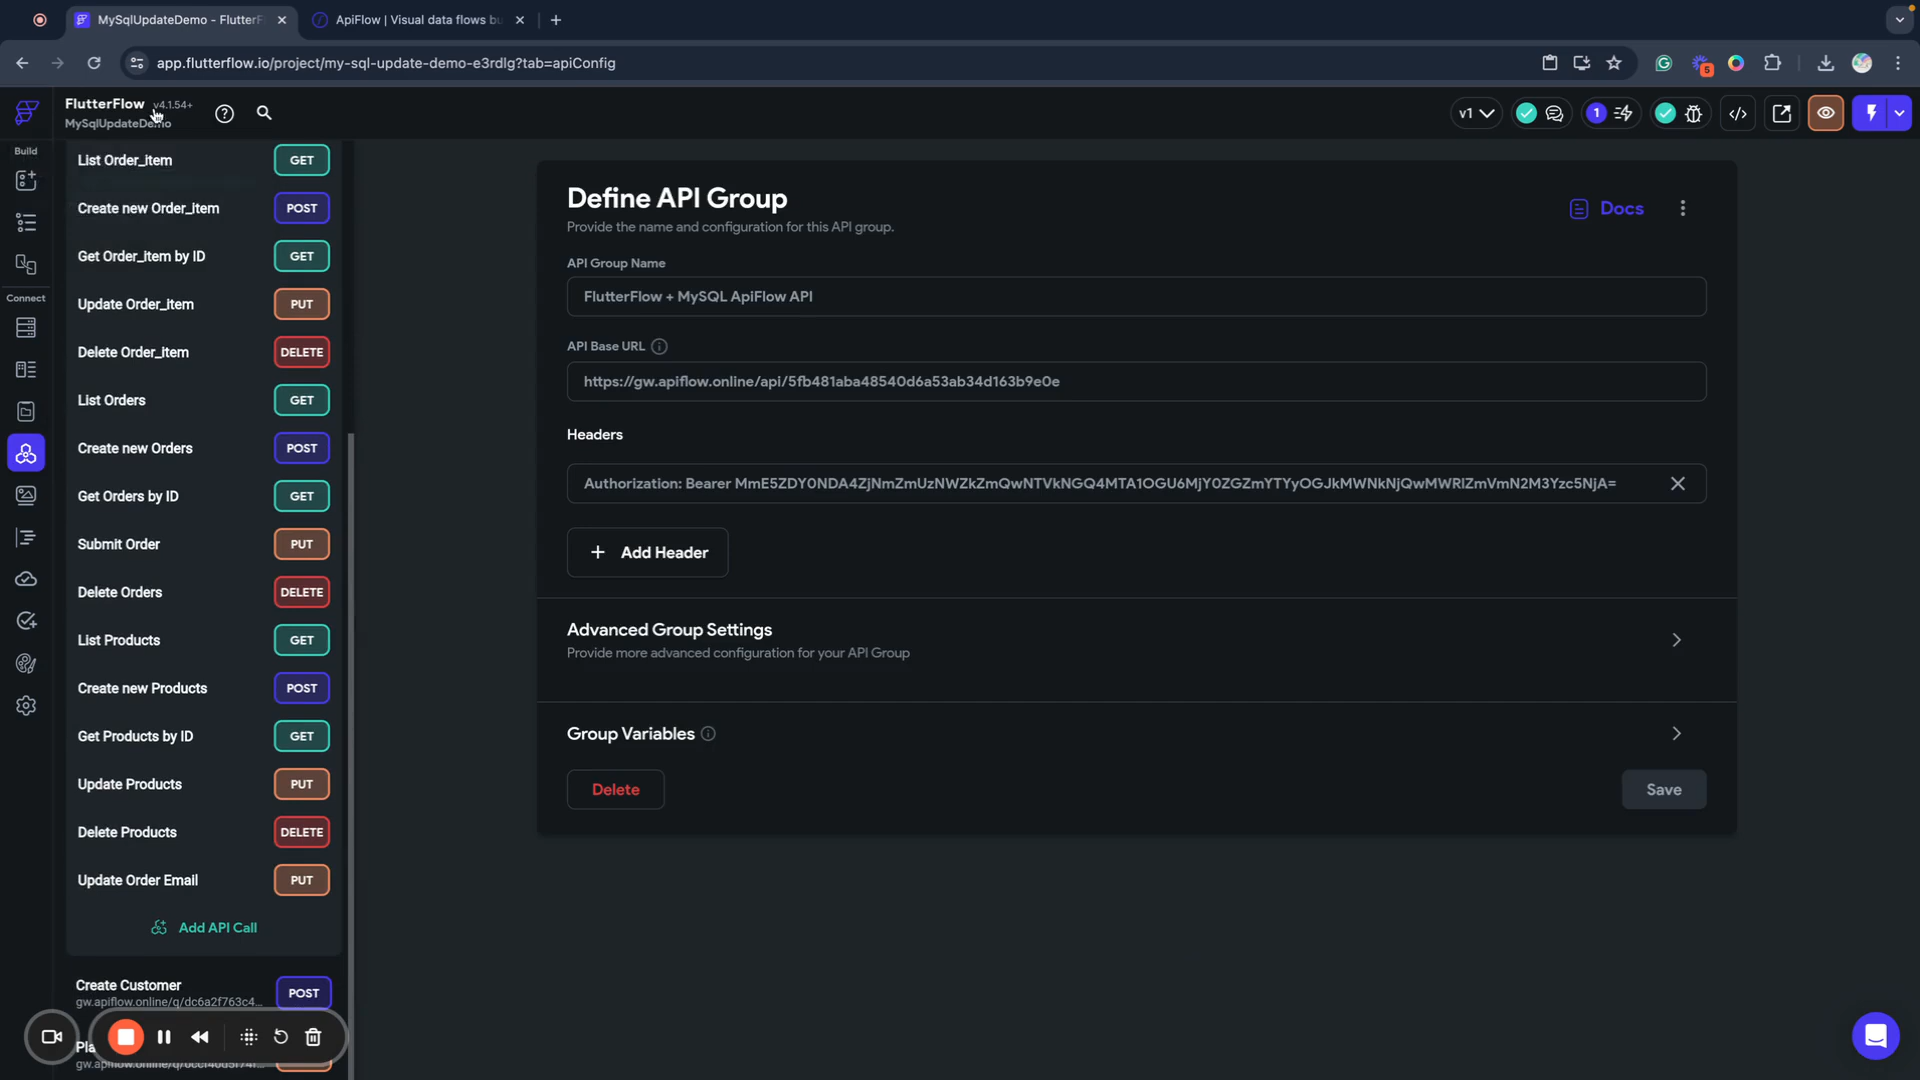 MySqlUpdateDemo - FlutterF
ApiFlow | Visual data flows bu
app.flutterflow.io/project/my-sql-update-demo-e3rdlg?tab=apiConfig
5
FlutterFlow v4.1.54+
MySqlUpdateDemo
v1
1
Build
Connect
List Order_item GET
Create new Order_item POST
Get Order_item by ID GET
Update Order_item PUT
Delete Order_item DELETE
List Orders GET
Create new Orders POST
Get Orders by ID GET
Submit Order PUT
Delete Orders DELETE
List Products GET
Create new Products POST
Get Products by ID GET
Update Products PUT
Delete Products DELETE
Update Order Email PUT
Add API Call
Create Customer POST
gw.apiflow.online/q/dc6a2f763c4...
Pla
Define API Group
Provide the name and configuration for this API group.
Docs
API Group Name
FlutterFlow + MySQL ApiFlow API
API Base URL
https://gw.apiflow.online/api/5fb481aba48540d6a53ab34d163b9e0e
Headers
Authorization: Bearer MmE5ZDY0NDA4ZjNmZmUzNWZkZmQwNTVkNGQ4MTA1OGU6MjY0ZGZmYTYyOGJkMWNkNjQwMWRlZmVmN2M3Yzc5NjA=
Add Header
Advanced Group Settings
Provide more advanced configuration for your API Group
Group Variables
Delete
Save